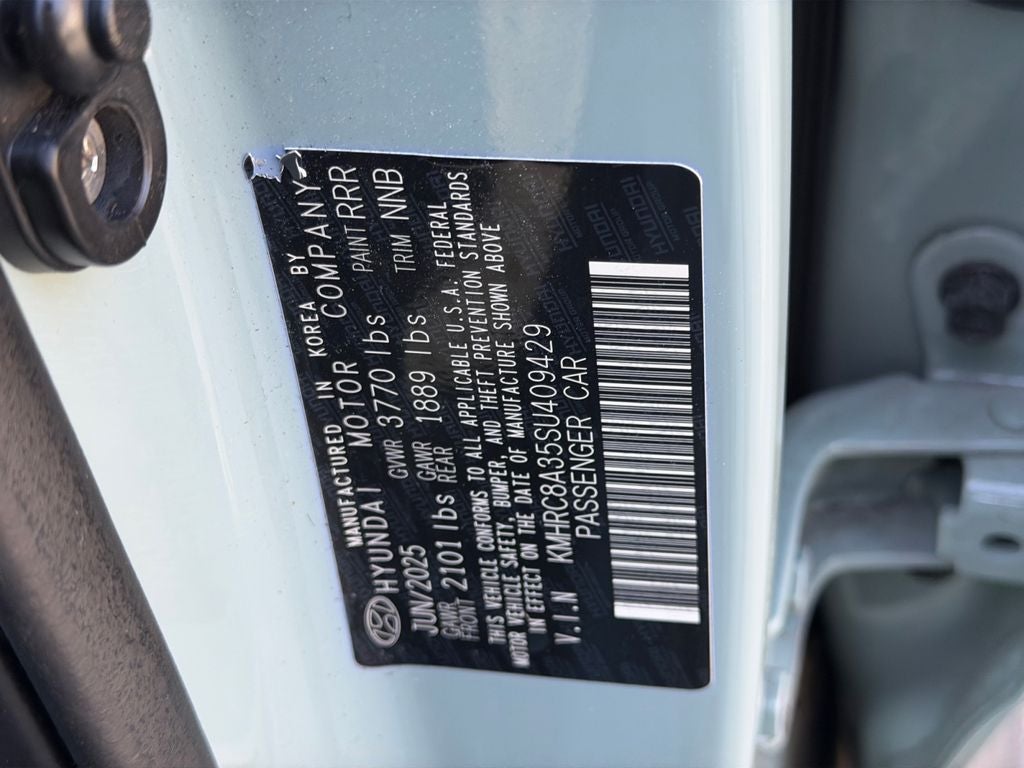 MANUFACTURED IN KOREA BY
HYUNDAI MOTOR COMPANY
JUN/2025 GVWR 3770 lbs PAINT RRR
GAWR FRONT 2101 lbs GAWR REAR 1889 lbs TRIM NNB
THIS VEHICLE CONFORMS TO ALL APPLICABLE U.S.A. FEDERAL
MOTOR VEHICLE SAFETY, BUMPER, AND THEFT PREVENTION STANDARDS
IN EFFECT ON THE DATE OF MANUFACTURE SHOWN ABOVE
V.I.N KMHRC8A35SU409429
PASSENGER CAR